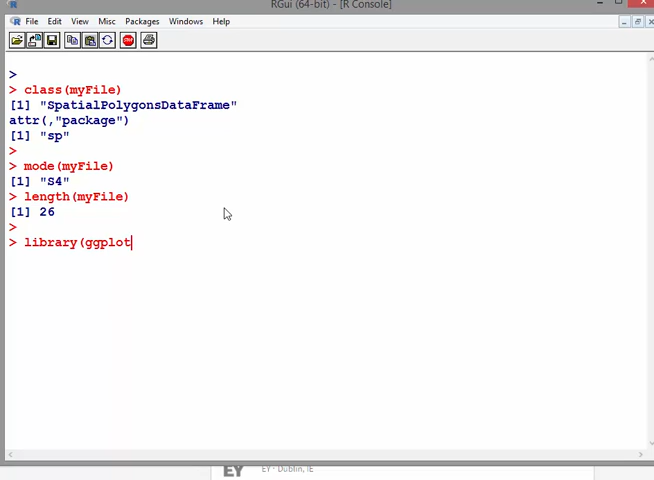 RGui (64-bit) - [R Console]
File Edit View Misc Packages Windows Help
>
> class(myFile)
[1] "SpatialPolygonsDataFrame"
attr(,"package")
[1] "sp"
>
> mode(myFile)
[1] "S4"
> length(myFile)
[1] 26
>
> library(ggplot
EY
EY - Dublin, IE